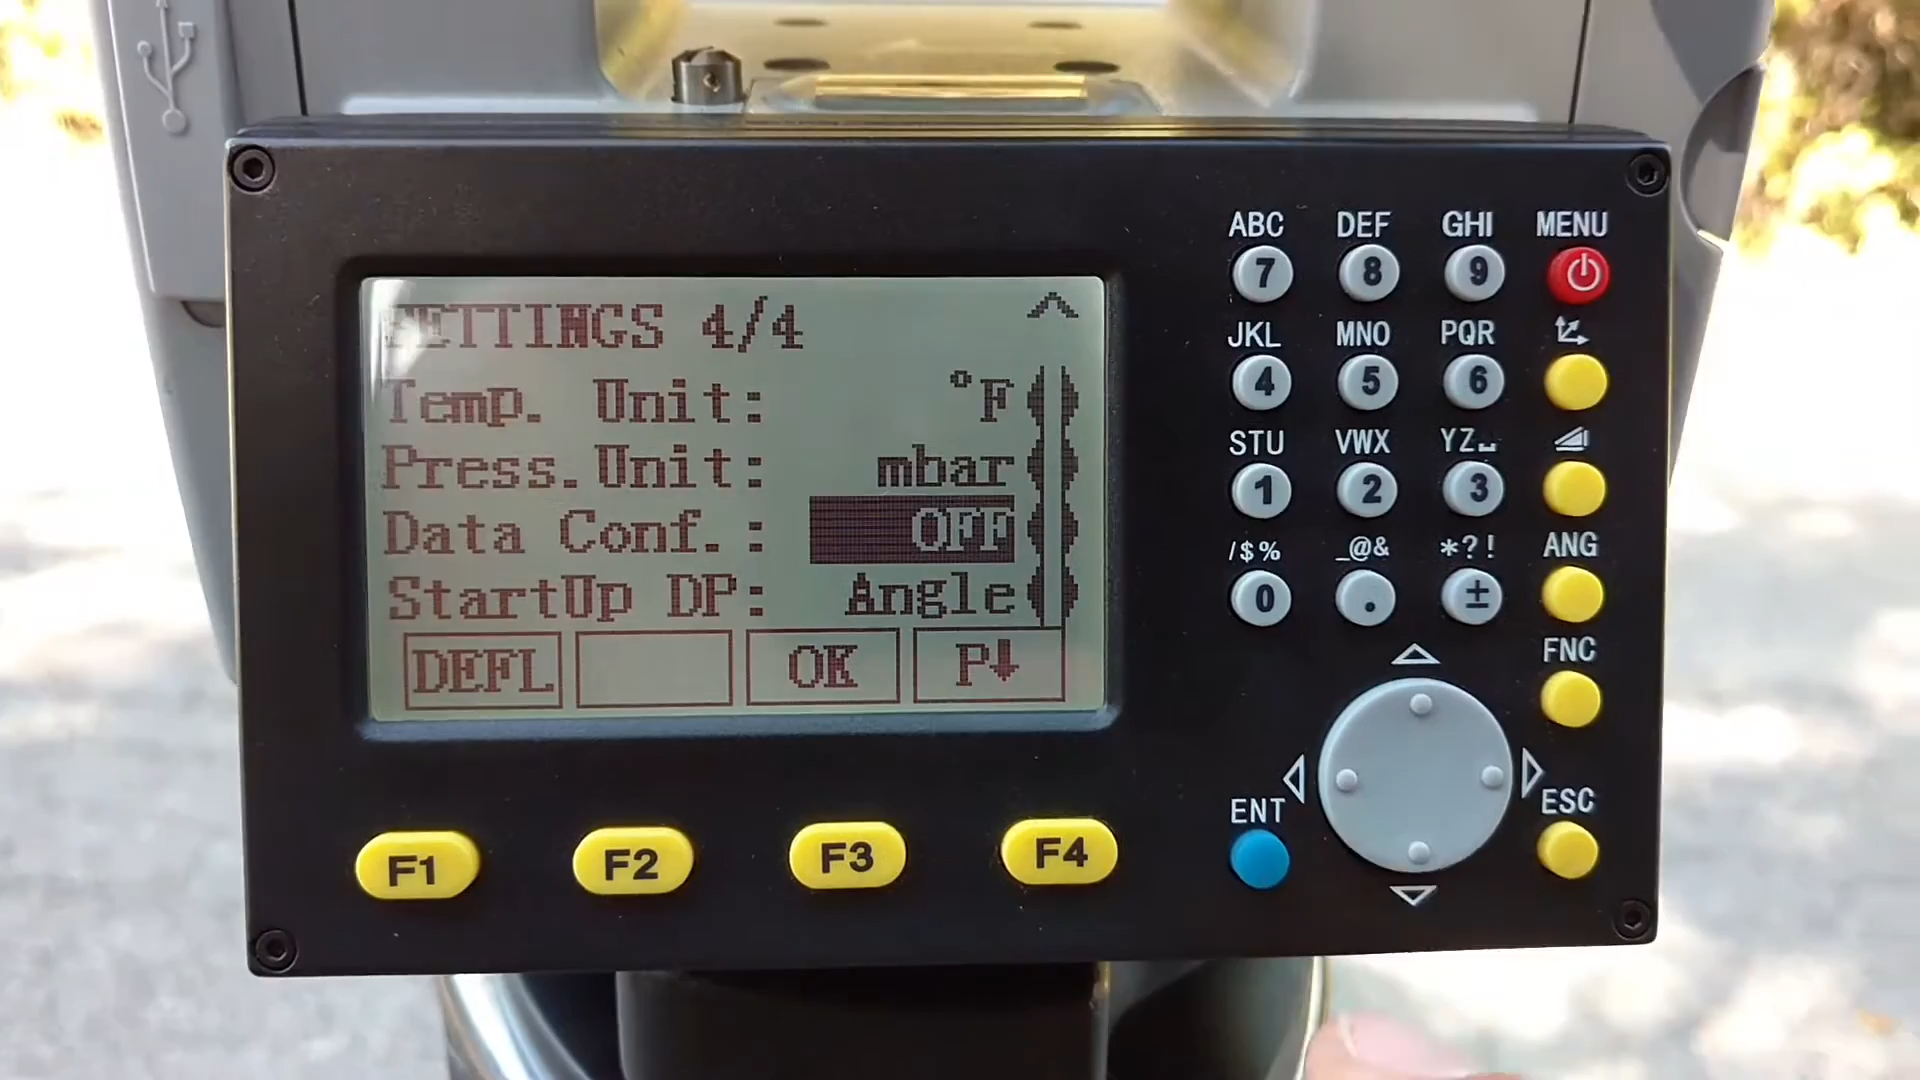 SETTINGS 4/4
Temp. Unit: °F
Press.Unit: mbar
Data Conf.: OFF
StartUp DP: Angle
DEFL OK P↓
F1 F2 F3 F4
ABC DEF GHI MENU
7 8 9
JKL MNO PQR
4 5 6
STU VWX YZ␣
1 2 3
/$% _@& *?! ANG
0 . ±
FNC
ENT ESC